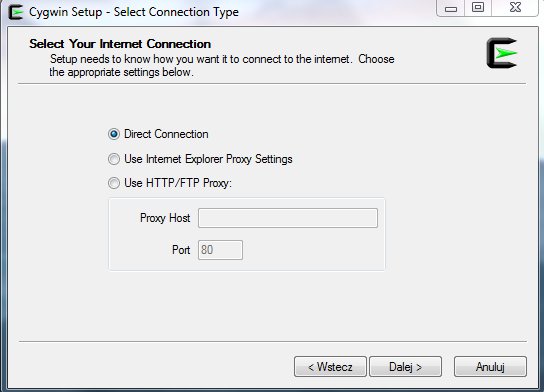 Cygwin Setup - Select Connection Type
Select Your Internet Connection
Setup needs to know how you want it to connect to the internet. Choose
the appropriate settings below.
Direct Connection
Use Internet Explorer Proxy Settings
Use HTTP/FTP Proxy:
Proxy Host
Port 80
< Wstecz Dalej > Anuluj